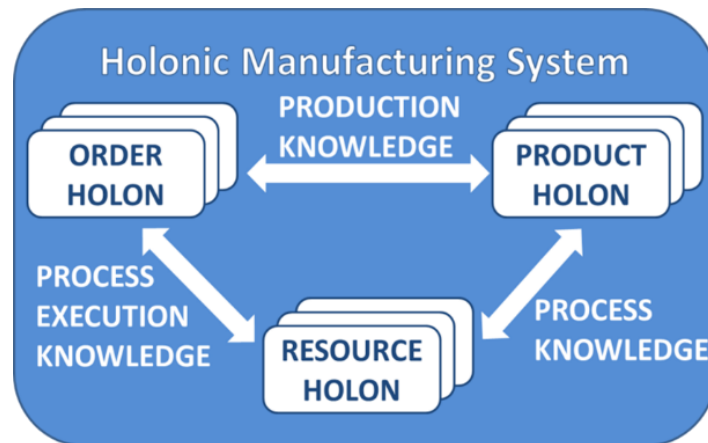 Holonic Manufacturing System
PRODUCTION
KNOWLEDGE
ORDER
HOLON
PRODUCT
HOLON
PROCESS
EXECUTION
KNOWLEDGE
PROCESS
KNOWLEDGE
RESOURCE
HOLON